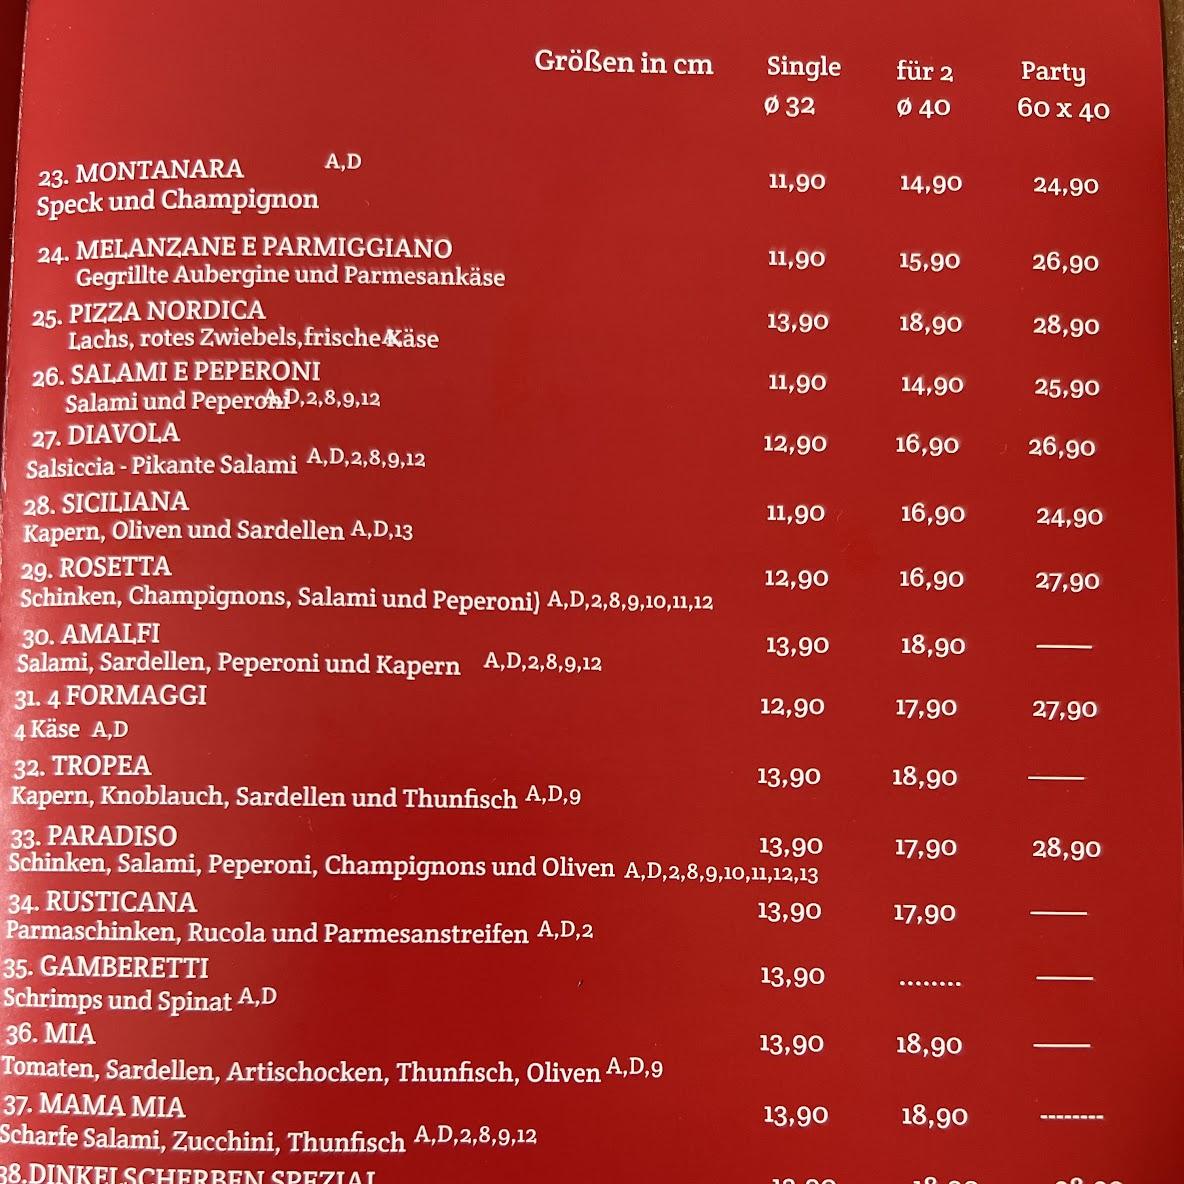 Größen in cm Single für 2 Party
ø 32 ø 40 60 x 40
23. MONTANARA A,D 11,90 14,90 24,90
Speck und Champignon
24. MELANZANE E PARMIGGIANO 11,90 15,90 26,90
Gegrillte Aubergine und Parmesankäse
25. PIZZA NORDICA 13,90 18,90 28,90
Lachs, rotes Zwiebels,frische Käse
26. SALAMI E PEPERONI 11,90 14,90 25,90
Salami und Peperoni A,D,2,8,9,12
27. DIAVOLA 12,90 16,90 26,90
Salsiccia - Pikante Salami A,D,2,8,9,12
28. SICILIANA 11,90 16,90 24,90
Kapern, Oliven und Sardellen A,D,13
29. ROSETTA 12,90 16,90 27,90
Schinken, Champignons, Salami und Peperoni) A,D,2,8,9,10,11,12
30. AMALFI 13,90 18,90 ——
Salami, Sardellen, Peperoni und Kapern A,D,2,8,9,12
31. 4 FORMAGGI 12,90 17,90 27,90
4 Käse A,D
32. TROPEA 13,90 18,90 ——
Kapern, Knoblauch, Sardellen und Thunfisch A,D,9
33. PARADISO 13,90 17,90 28,90
Schinken, Salami, Peperoni, Champignons und Oliven A,D,2,8,9,10,11,12,13
34. RUSTICANA 13,90 17,90 ——
Parmaschinken, Rucola und Parmesanstreifen A,D,2
35. GAMBERETTI 13,90 ........ ——
Schrimps und Spinat A,D
36. MIA 13,90 18,90 ——
Tomaten, Sardellen, Artischocken, Thunfisch, Oliven A,D,9
37. MAMA MIA 13,90 18,90 --------
Scharfe Salami, Zucchini, Thunfisch A,D,2,8,9,12
38.DINKELSCHERBEN SPEZIAL